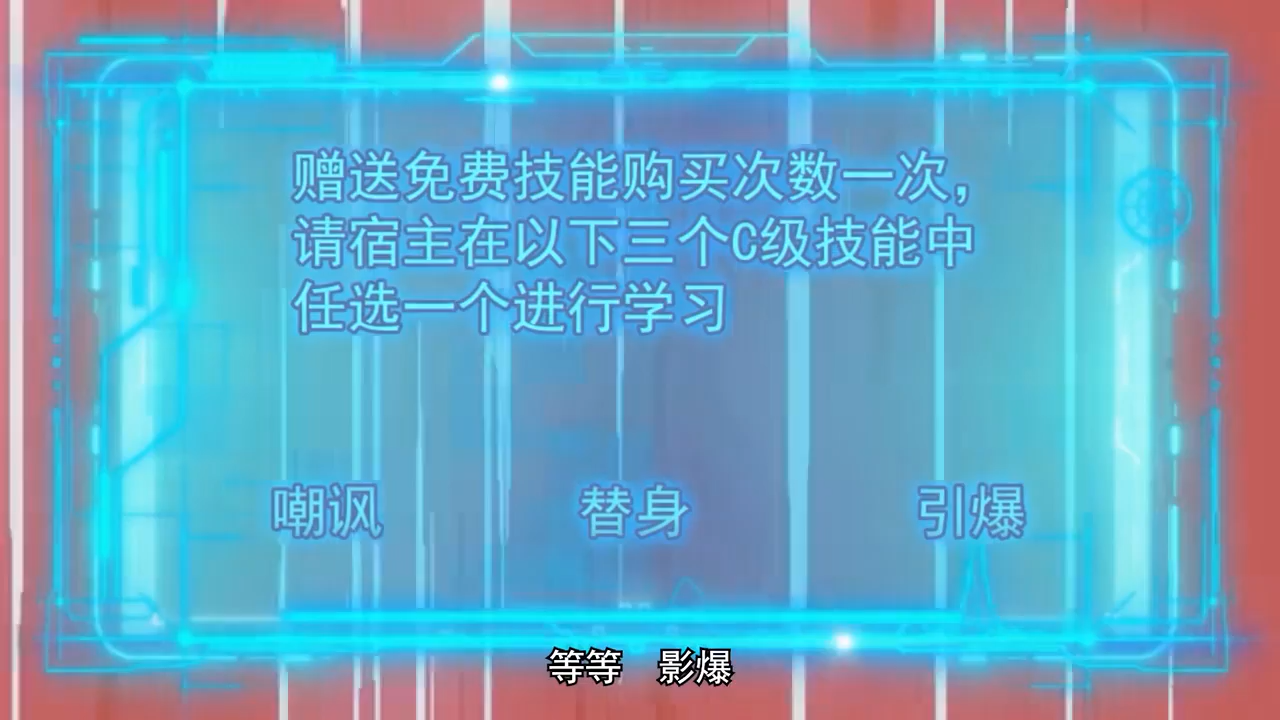 赠送免费技能购买次数一次，
请宿主在以下三个C级技能中
任选一个进行学习
嘲讽 替身 引爆
等等 影爆